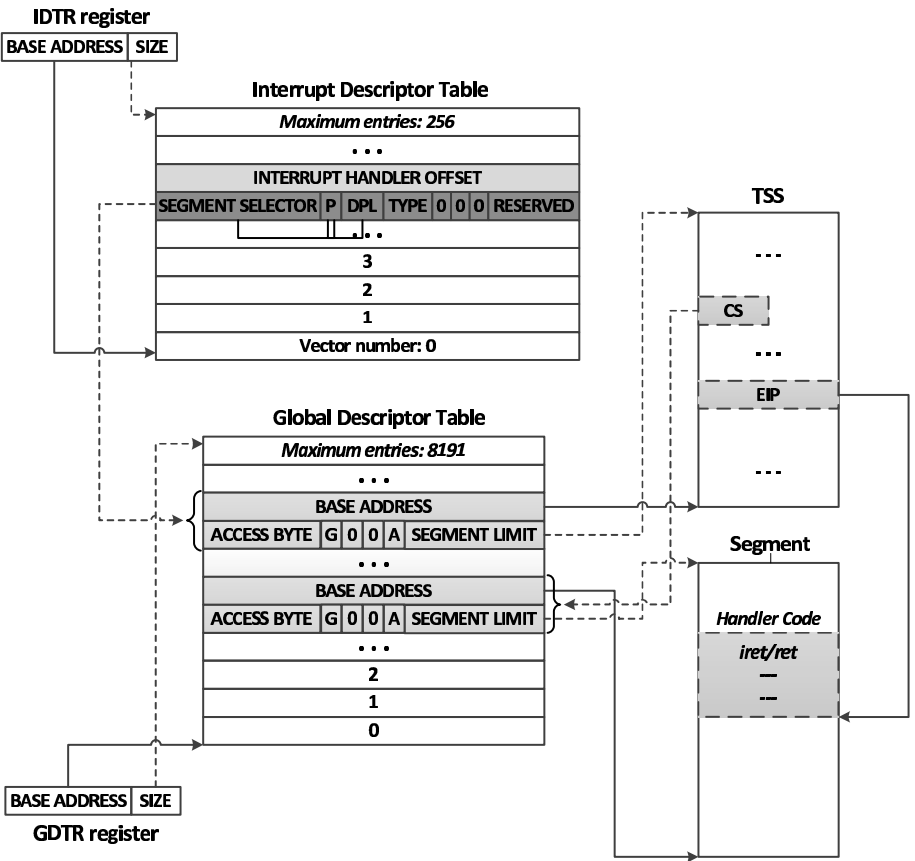 IDTR register
BASE ADDRESS SIZE
Interrupt Descriptor Table
Maximum entries: 256
...
INTERRUPT HANDLER OFFSET
SEGMENT SELECTOR P DPL TYPE 0 0 0 RESERVED
...
3
2
1
Vector number: 0
Global Descriptor Table
Maximum entries: 8191
...
BASE ADDRESS
ACCESS BYTE G 0 0 A SEGMENT LIMIT
...
BASE ADDRESS
ACCESS BYTE G 0 0 A SEGMENT LIMIT
...
2
1
0
BASE ADDRESS SIZE
GDTR register
TSS
---
CS
---
EIP
---
Segment
Handler Code
iret/ret
---
---